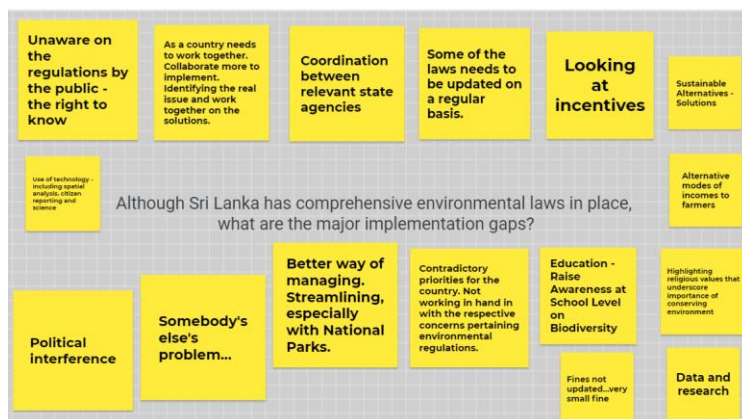 Unaware on
the
regulations by
the public -
the right to
know
As a country needs
to work together.
Collaborate more to
implement.
Identifying the real
issue and work
together on the
solutions.
Coordination
between
relevant state
agencies
Some of the
laws needs to
be updated on
a regular
basis.
Looking
at
incentives
Sustainable
Alternatives -
Solutions
Use of technology -
including spatial
analysis, citizen
reporting and
science
Although Sri Lanka has comprehensive environmental laws in place,
what are the major implementation gaps?
Alternative
modes of
incomes to
farmers
Political
interference
Somebody's
else's
problem...
Better way of
managing.
Streamlining,
especially
with National
Parks.
Contradictory
priorities for the
country. Not
working in hand in
with the respective
concerns pertaining
environmental
regulations.
Education -
Raise
Awareness at
School Level
on
Biodiversity
Highlighting
religious values that
underscore
importance of
conserving
environment
Fines not
updated...very
small fine
Data and
research